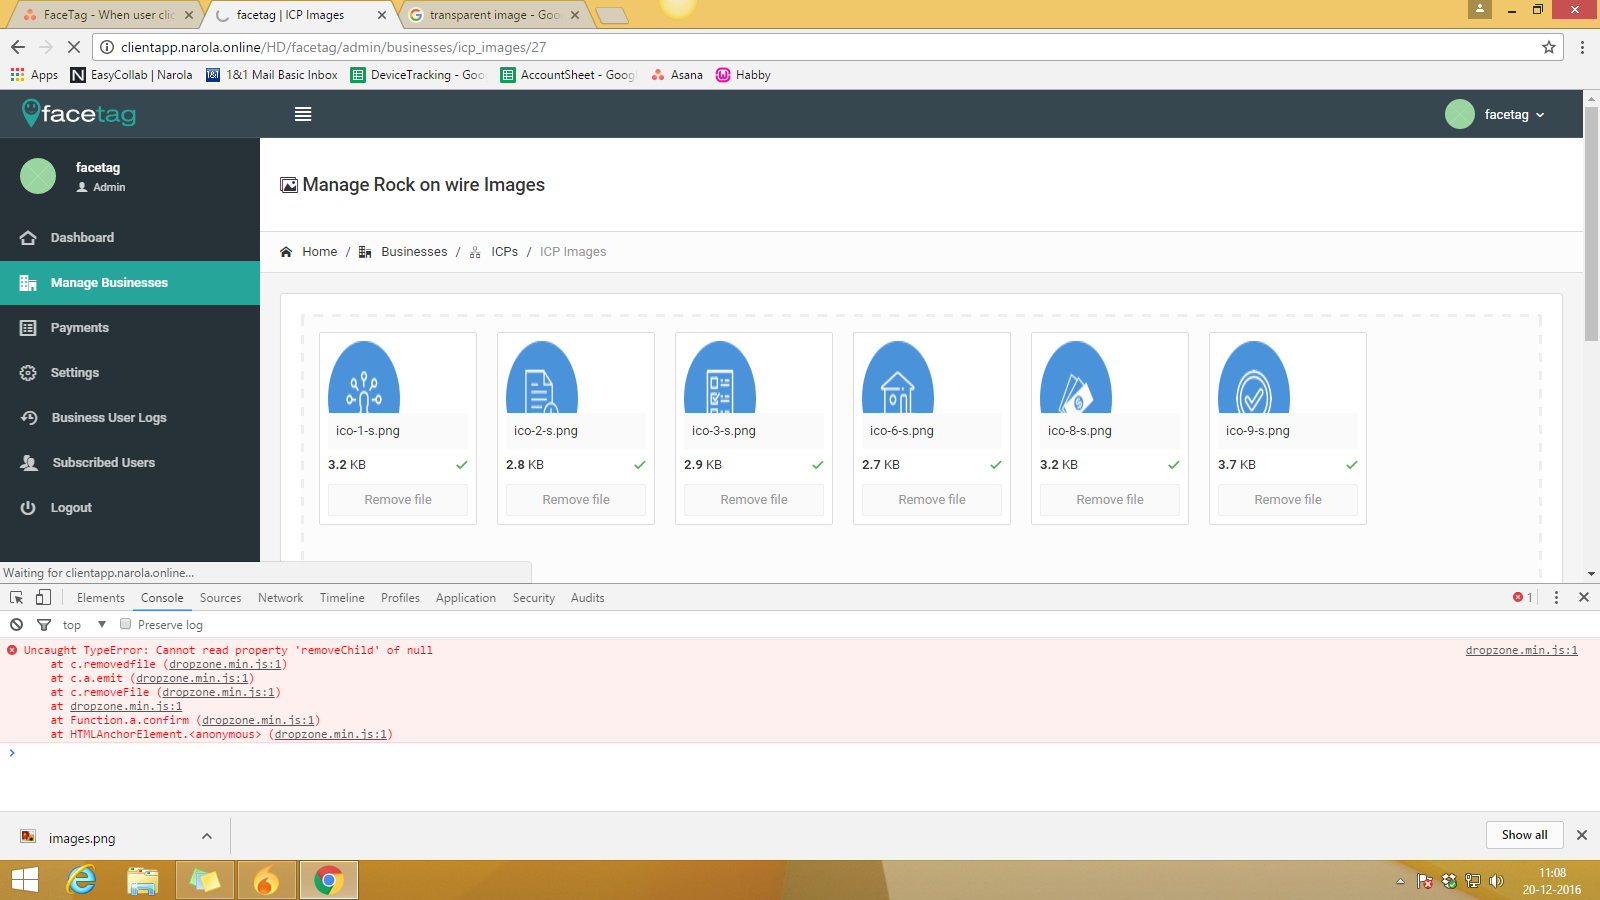 FaceTag - When user clic
facetag | ICP Images
transparent image - Goo
clientapp.narola.online/HD/facetag/admin/businesses/icp_images/27
Apps
EasyCollab | Narola
1&1 Mail Basic Inbox
DeviceTracking - Goo
AccountSheet - Googl
Asana
Habby
facetag
facetag
facetag
Admin
Dashboard
Manage Businesses
Payments
Settings
Business User Logs
Subscribed Users
Logout
Manage Rock on wire Images
Home / Businesses / ICPs / ICP Images
ico-1-s.png
3.2 KB
Remove file
ico-2-s.png
2.8 KB
Remove file
ico-3-s.png
2.9 KB
Remove file
ico-6-s.png
2.7 KB
Remove file
ico-8-s.png
3.2 KB
Remove file
ico-9-s.png
3.7 KB
Remove file
Waiting for clientapp.narola.online...
Elements Console Sources Network Timeline Profiles Application Security Audits
1
top
Preserve log
Uncaught TypeError: Cannot read property 'removeChild' of null
dropzone.min.js:1
at c.removedfile (dropzone.min.js:1)
at c.a.emit (dropzone.min.js:1)
at c.removeFile (dropzone.min.js:1)
at dropzone.min.js:1
at Function.a.confirm (dropzone.min.js:1)
at HTMLAnchorElement.<anonymous> (dropzone.min.js:1)
images.png
Show all
11:08
20-12-2016